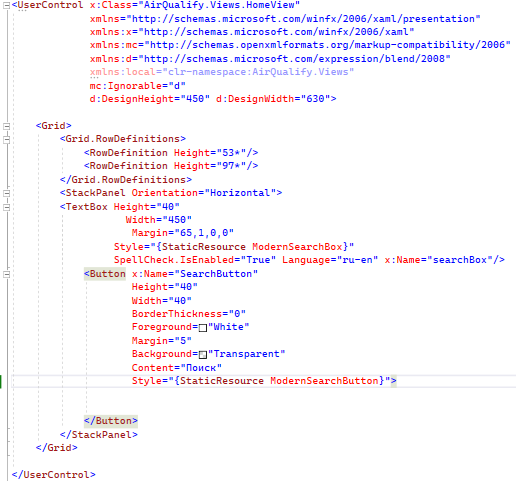 <UserControl x:Class="AirQualify.Views.HomeView"
xmlns="http://schemas.microsoft.com/winfx/2006/xaml/presentation"
xmlns:x="http://schemas.microsoft.com/winfx/2006/xaml"
xmlns:mc="http://schemas.openxmlformats.org/markup-compatibility/2006"
xmlns:d="http://schemas.microsoft.com/expression/blend/2008"
xmlns:local="clr-namespace:AirQualify.Views"
mc:Ignorable="d"
d:DesignHeight="450" d:DesignWidth="630">
<Grid>
<Grid.RowDefinitions>
<RowDefinition Height="53*"/>
<RowDefinition Height="97*"/>
</Grid.RowDefinitions>
<StackPanel Orientation="Horizontal">
<TextBox Height="40"
Width="450"
Margin="65,1,0,0"
Style="{StaticResource ModernSearchBox}"
SpellCheck.IsEnabled="True" Language="ru-en" x:Name="searchBox"/>
<Button x:Name="SearchButton"
Height="40"
Width="40"
BorderThickness="0"
Foreground="White"
Margin="5"
Background="Transparent"
Content="Поиск"
Style="{StaticResource ModernSearchButton}">
</Button>
</StackPanel>
</Grid>
</UserControl>